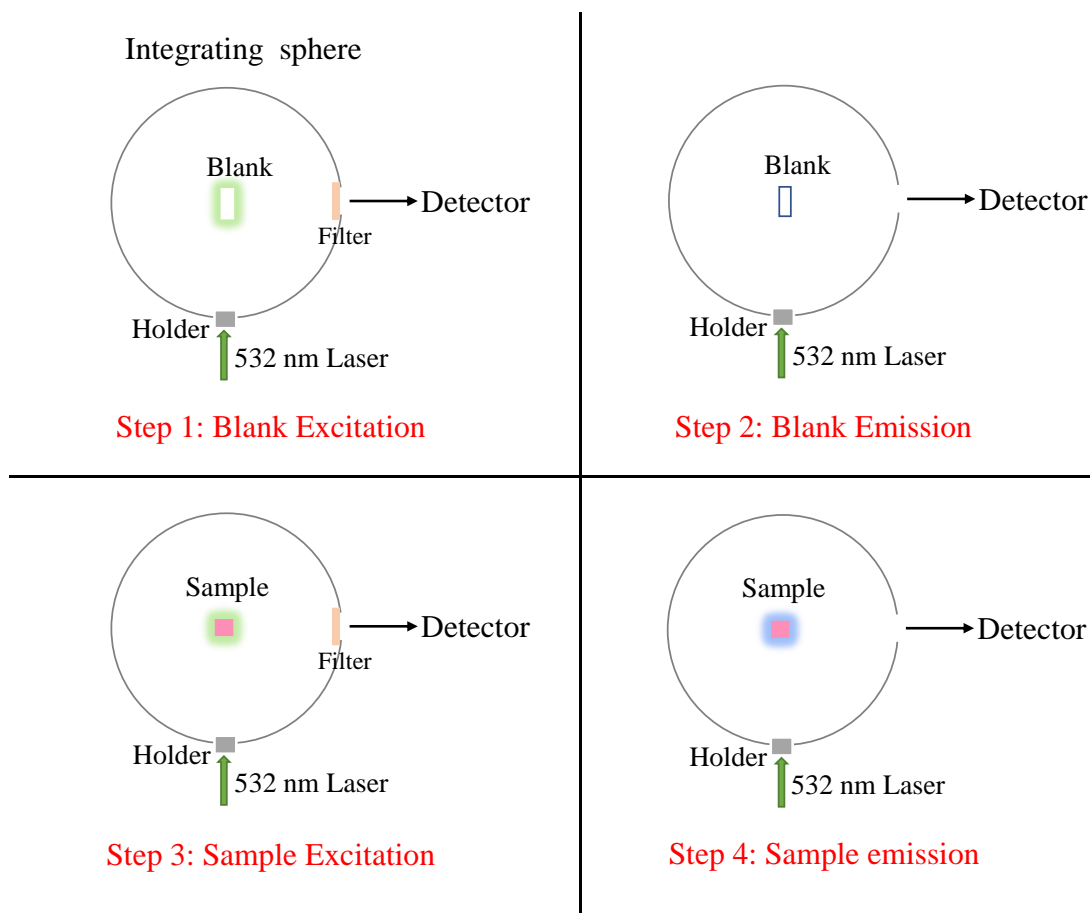 Integrating sphere
Blank
Detector
Filter
Holder
532 nm Laser
Step 1: Blank Excitation
Blank
Detector
Holder
532 nm Laser
Step 2: Blank Emission
Sample
Detector
Filter
Holder
532 nm Laser
Step 3: Sample Excitation
Sample
Detector
Holder
532 nm Laser
Step 4: Sample emission